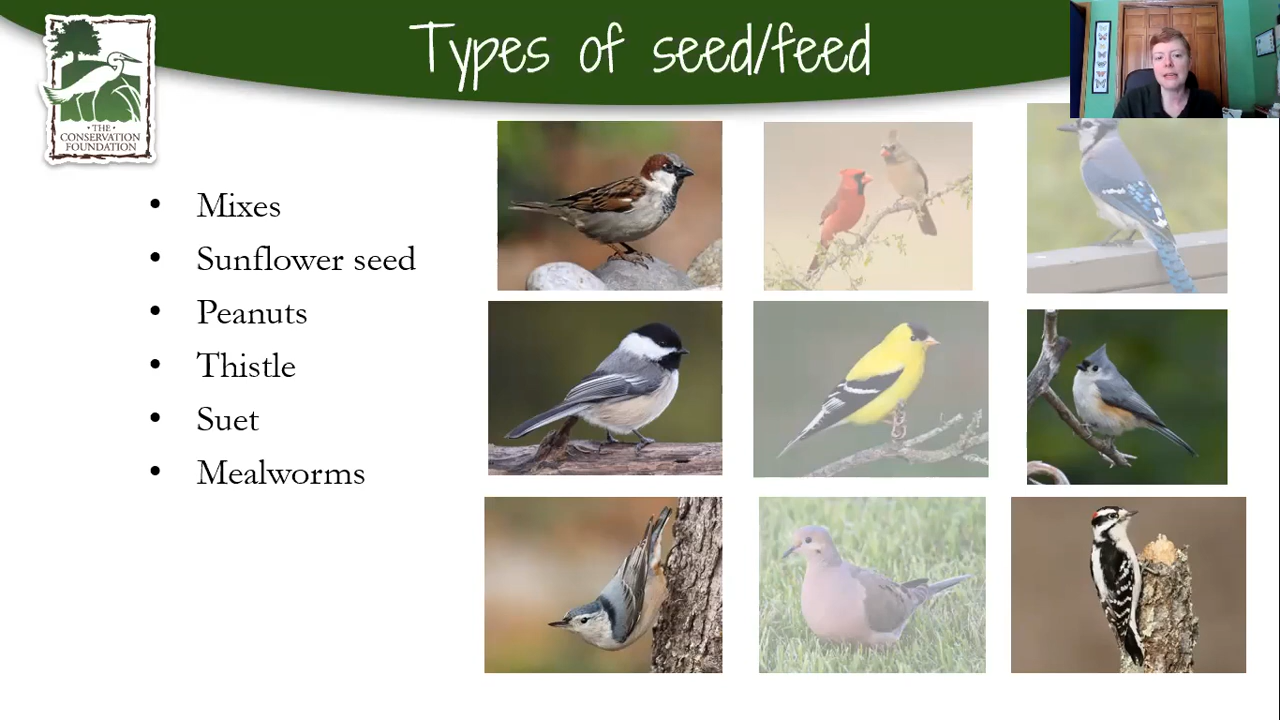 Types of seed/feed
• THE •
CONSERVATION
FOUNDATION
• Mixes
• Sunflower seed
• Peanuts
• Thistle
• Suet
• Mealworms